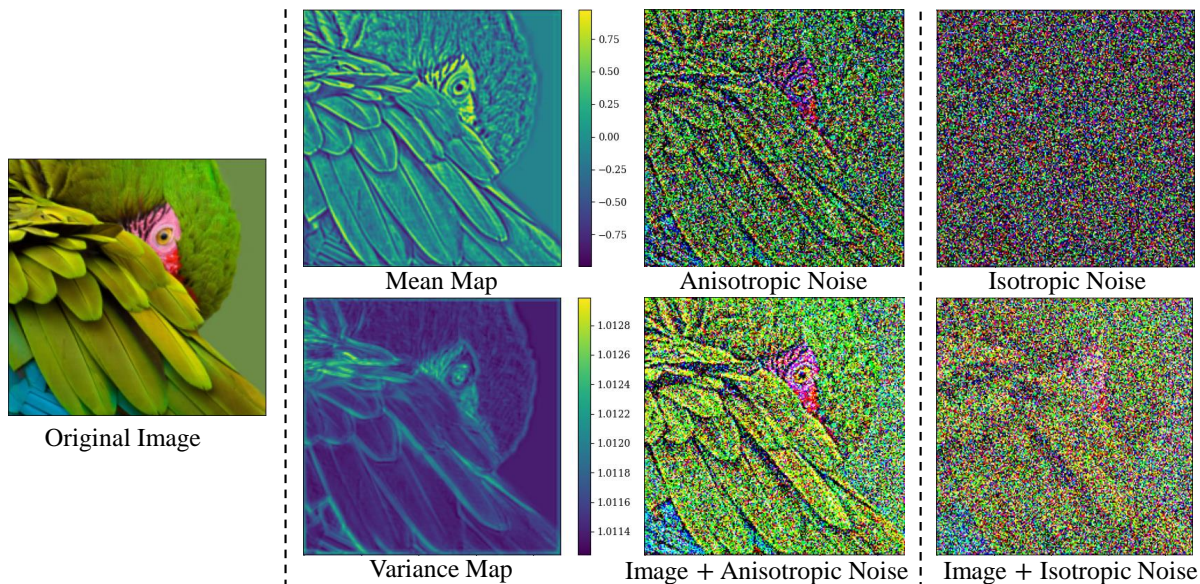 0.75
0.50
0.25
0.00
−0.25
−0.50
−0.75
Mean Map
Anisotropic Noise
Isotropic Noise
Original Image
1.0128
1.0126
1.0124
1.0122
1.0120
1.0118
1.0116
1.0114
Variance Map
Image + Anisotropic Noise
Image + Isotropic Noise